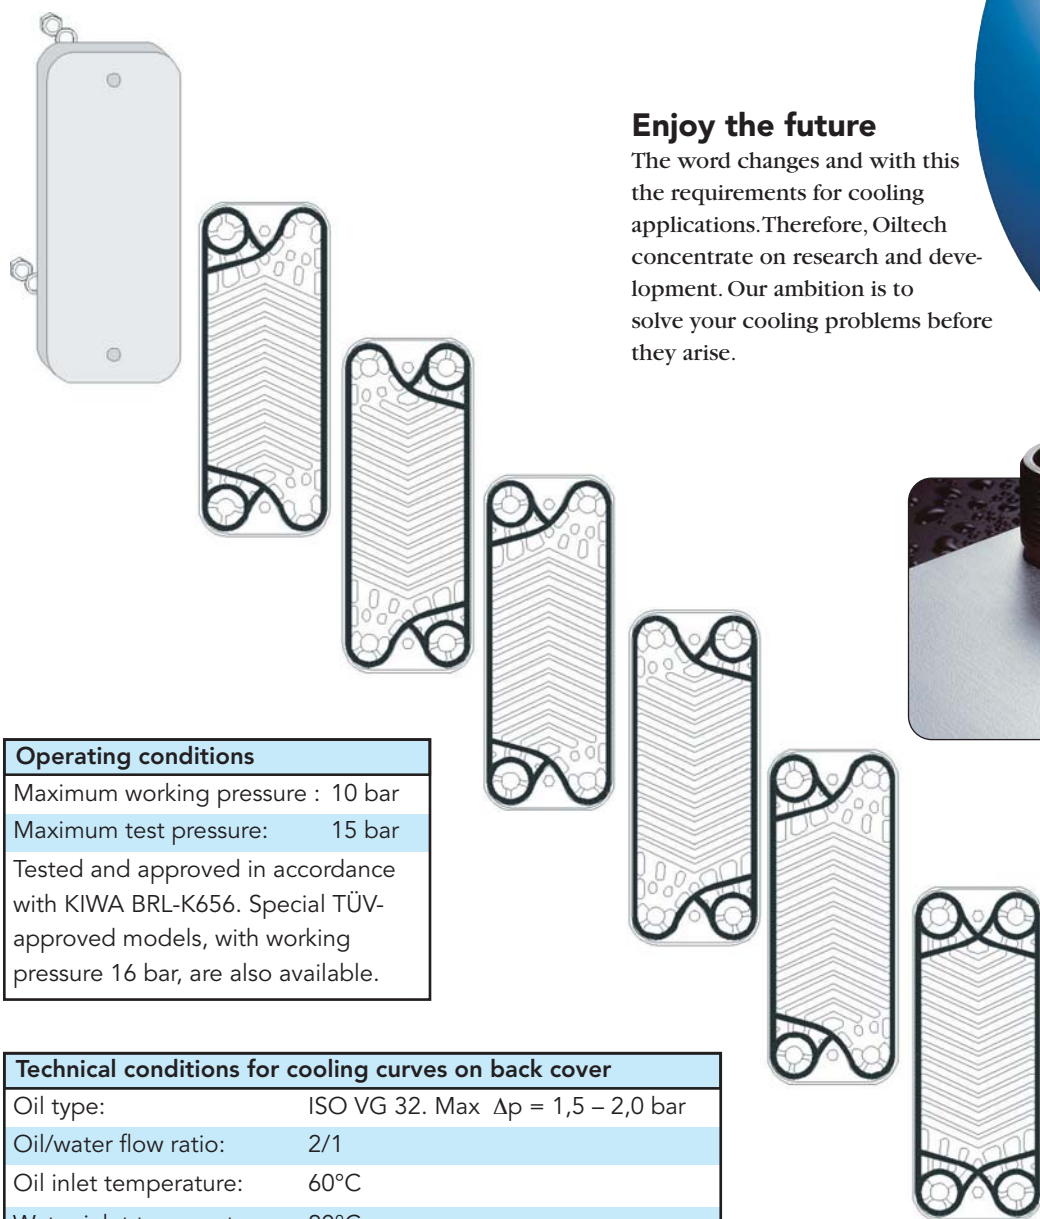 Enjoy the future
The word changes and with this
the requirements for cooling
applications.Therefore, Oiltech
concentrate on research and deve-
lopment. Our ambition is to
solve your cooling problems before
they arise.
Operating conditions
Maximum working pressure : 10 bar
Maximum test pressure: 15 bar
Tested and approved in accordance
with KIWA BRL-K656. Special TÜV-
approved models, with working
pressure 16 bar, are also available.
Technical conditions for cooling curves on back cover
Oil type: ISO VG 32. Max Δp = 1,5 – 2,0 bar
Oil/water flow ratio: 2/1
Oil inlet temperature: 60°C